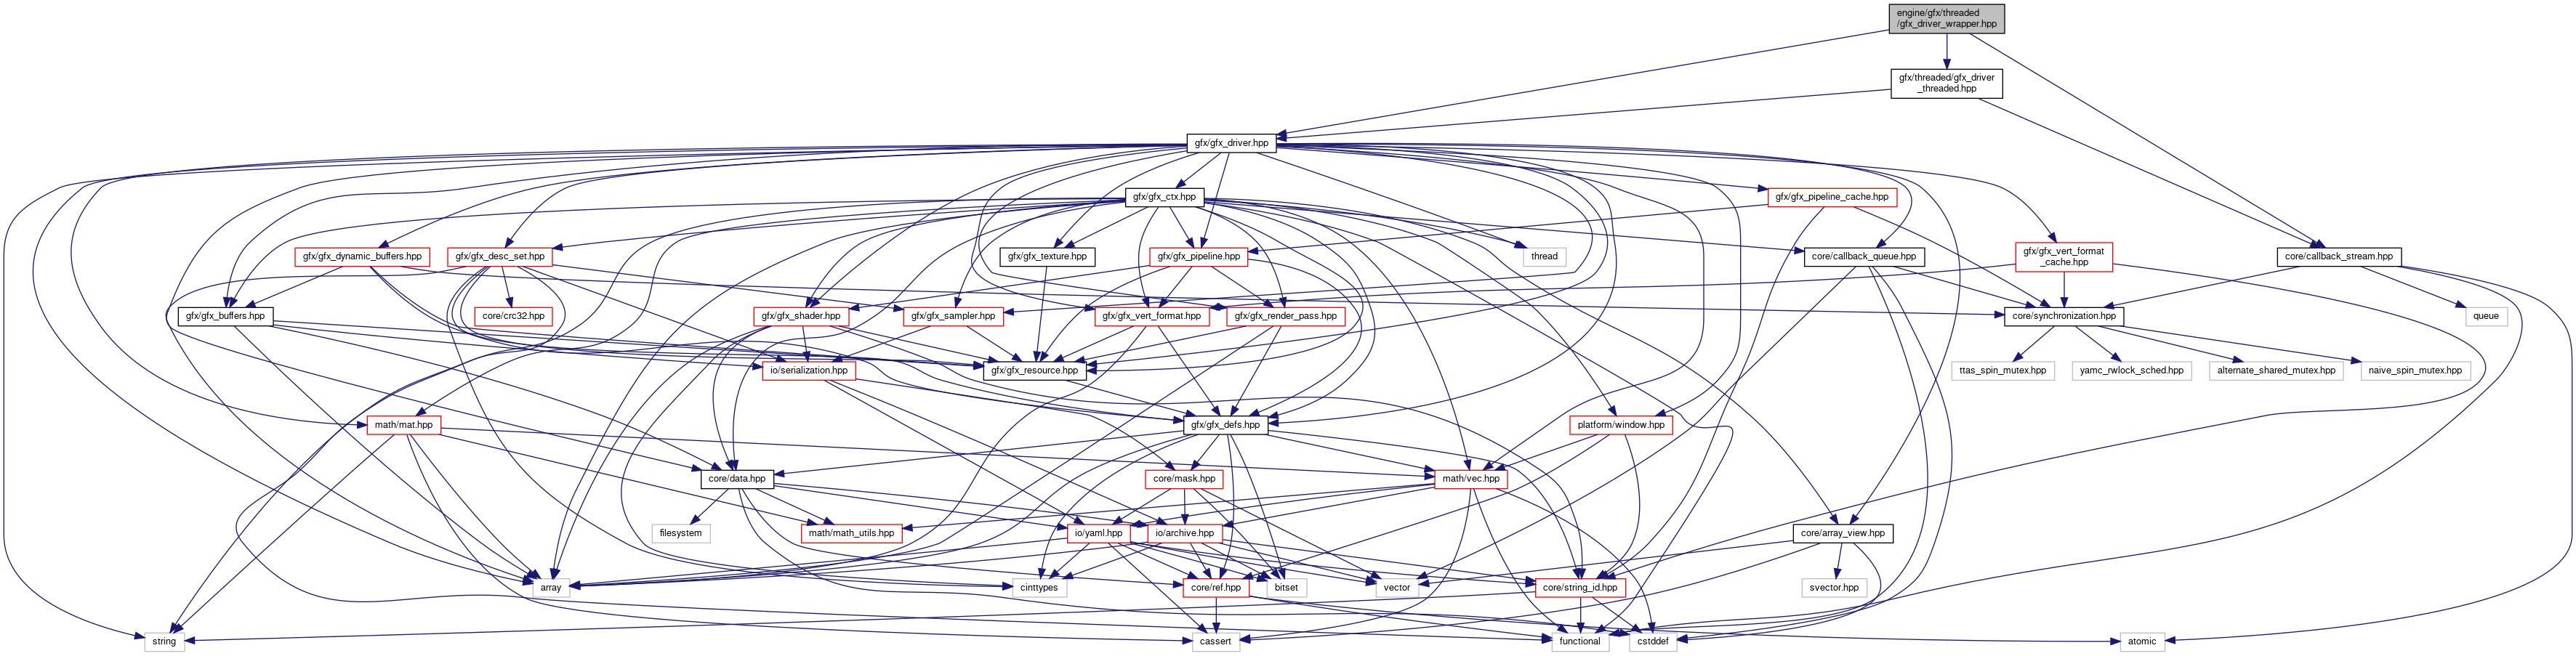 engine/gfx/threaded
/gfx_driver_wrapper.hpp
gfx/threaded/gfx_driver
_threaded.hpp
gfx/gfx_driver.hpp
gfx/gfx_ctx.hpp
gfx/gfx_pipeline_cache.hpp
gfx/gfx_dynamic_buffers.hpp
gfx/gfx_desc_set.hpp
gfx/gfx_texture.hpp
gfx/gfx_pipeline.hpp
thread
core/callback_queue.hpp
gfx/gfx_vert_format
_cache.hpp
core/callback_stream.hpp
gfx/gfx_buffers.hpp
core/crc32.hpp
gfx/gfx_shader.hpp
gfx/gfx_sampler.hpp
gfx/gfx_vert_format.hpp
gfx/gfx_render_pass.hpp
core/synchronization.hpp
queue
io/serialization.hpp
gfx/gfx_resource.hpp
ttas_spin_mutex.hpp
yamc_rwlock_sched.hpp
alternate_shared_mutex.hpp
naive_spin_mutex.hpp
math/mat.hpp
gfx/gfx_defs.hpp
platform/window.hpp
core/data.hpp
core/mask.hpp
math/vec.hpp
filesystem
math/math_utils.hpp
io/yaml.hpp
io/archive.hpp
core/array_view.hpp
array
cinttypes
core/ref.hpp
bitset
vector
core/string_id.hpp
svector.hpp
string
cassert
functional
cstddef
atomic